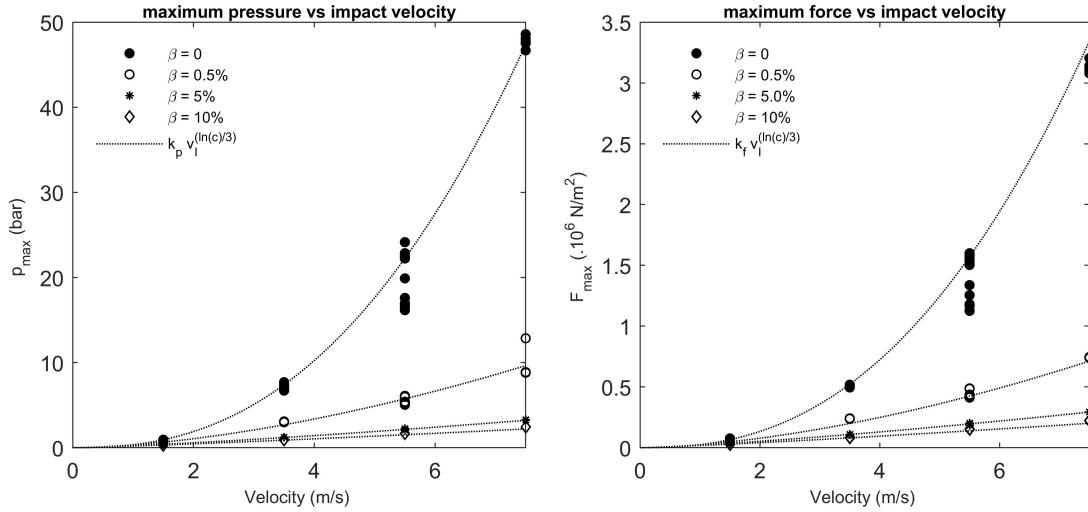 maximum pressure vs impact velocity
50
40
30
20
10
0
p_max (bar)
β = 0
β = 0.5%
β = 5%
β = 10%
k_p v_I^(ln(c)/3)
0 2 4 6
Velocity (m/s)
maximum force vs impact velocity
3.5
3
2.5
2
1.5
1
0.5
0
F_max (.10^6 N/m^2)
β = 0
β = 0.5%
β = 5.0%
β = 10%
k_f v_I^(ln(c)/3)
0 2 4 6
Velocity (m/s)